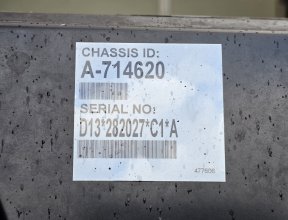 CHASSIS ID:
A-714620
SERIAL NO:
D13*282027*C1*A
477606